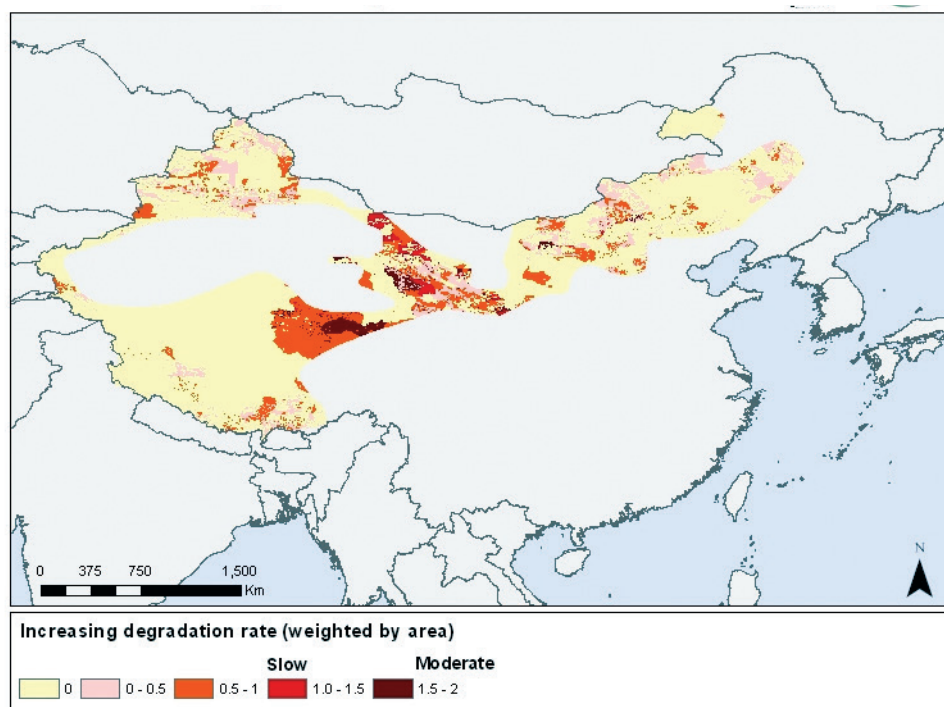 N
0 375 750 1,500
Km
Increasing degradation rate (weighted by area)
Slow Moderate
0 0 - 0.5 0.5 - 1 1.0 - 1.5 1.5 - 2